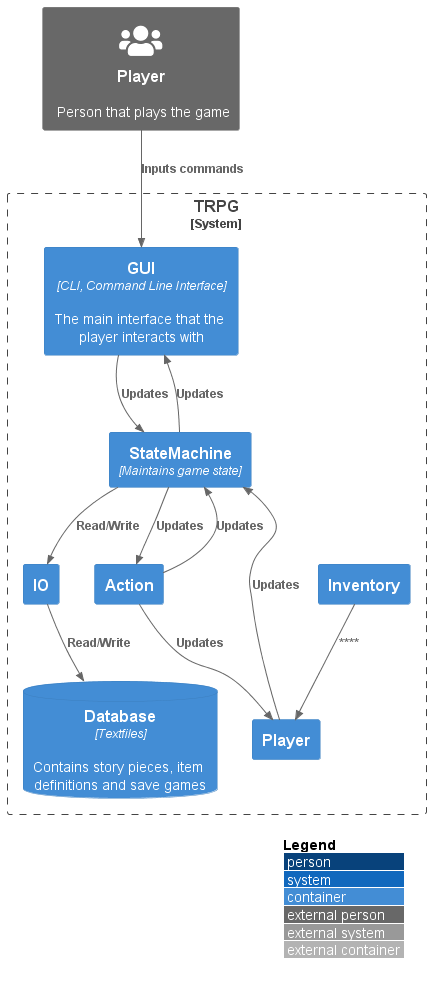 Player
Person that plays the game
Inputs commands
TRPG
[System]
GUI
[CLI, Command Line Interface]
The main interface that the
player interacts with
Updates
Updates
StateMachine
[Maintains game state]
Read/Write
Updates
Updates
IO
Action
Updates
Inventory
Read/Write
Updates
****
Database
[Textfiles]
Contains story pieces, item
definitions and save games
Player
Legend
person
system
container
external person
external system
external container